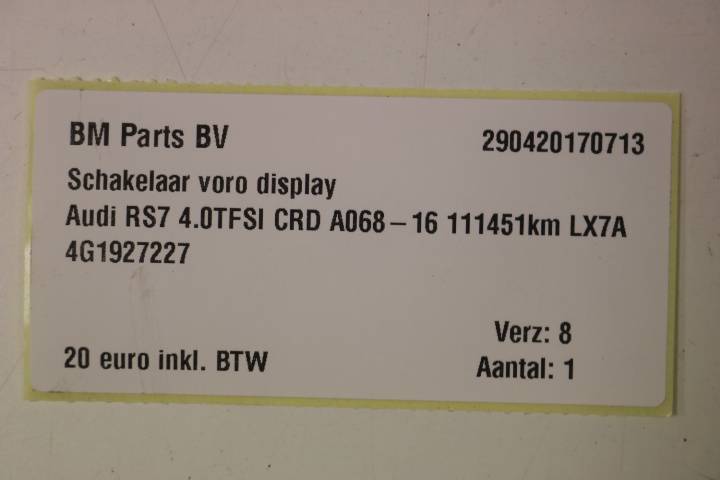 BM Parts BV 290420170713
Schakelaar voro display
Audi RS7 4.0TFSI CRD A068-16 111451km LX7A
4G1927227
Verz: 8
20 euro inkl. BTW Aantal: 1